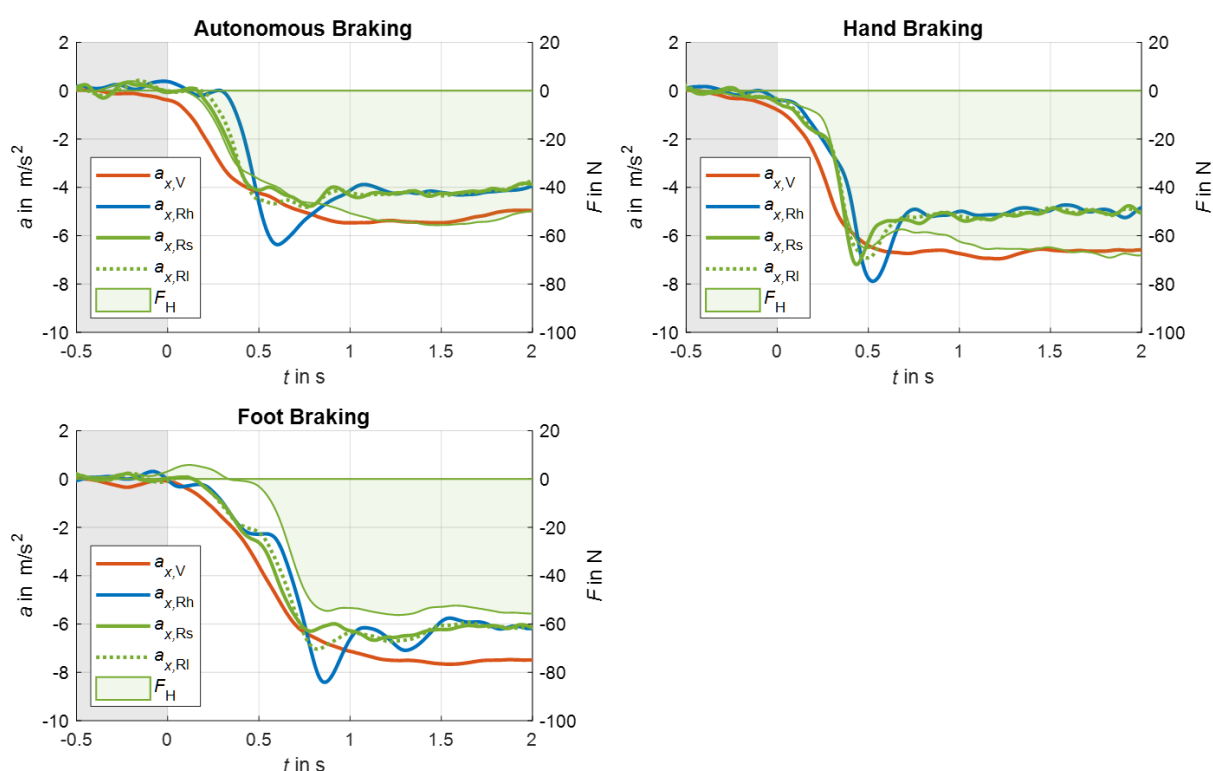 Autonomous Braking
2
0
-2
-4
-6
-8
-10
a in m/s²
20
0
-20
-40
-60
-80
-100
F in N
a x,V
a x,Rh
a x,Rs
a x,Rl
F H
-0.5 0 0.5 1 1.5 2
t in s
Hand Braking
2
0
-2
-4
-6
-8
-10
a in m/s²
20
0
-20
-40
-60
-80
-100
F in N
a x,V
a x,Rh
a x,Rs
a x,Rl
F H
-0.5 0 0.5 1 1.5 2
t in s
Foot Braking
2
0
-2
-4
-6
-8
-10
a in m/s²
20
0
-20
-40
-60
-80
-100
F in N
a x,V
a x,Rh
a x,Rs
a x,Rl
F H
-0.5 0 0.5 1 1.5 2
t in s